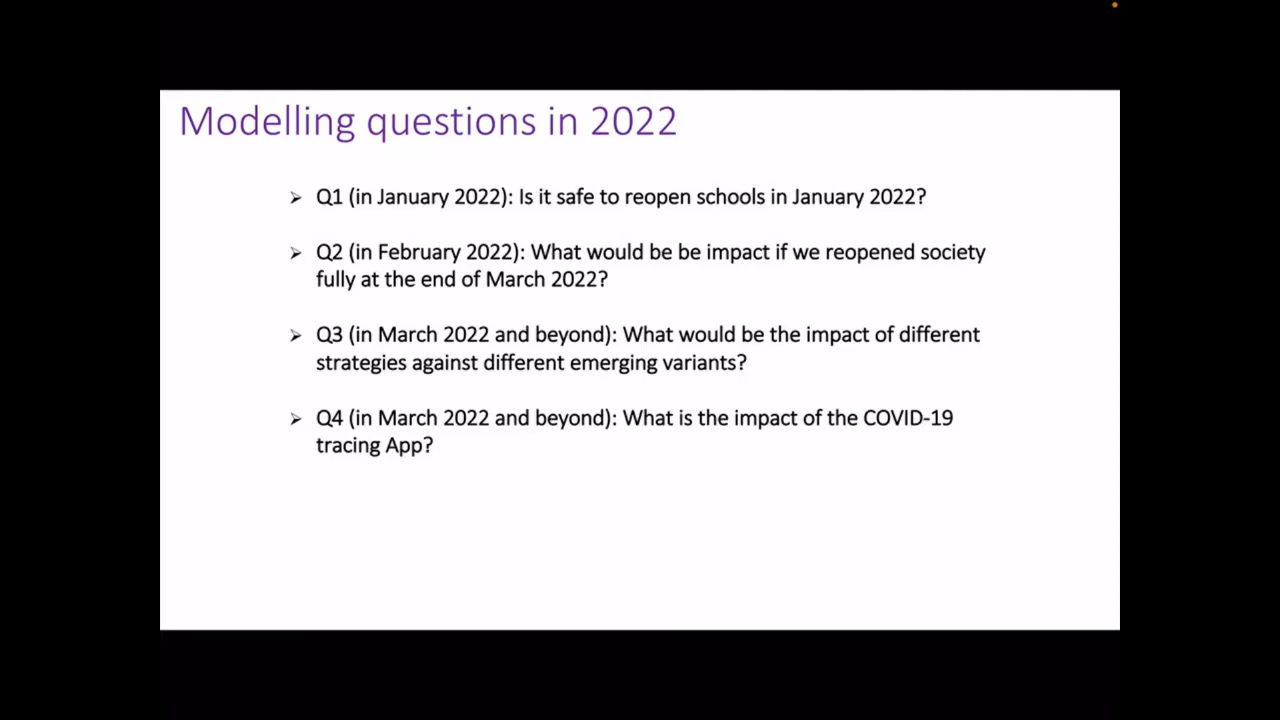 Modelling questions in 2022
➢ Q1 (in January 2022): Is it safe to reopen schools in January 2022?
➢ Q2 (in February 2022): What would be be impact if we reopened society
fully at the end of March 2022?
➢ Q3 (in March 2022 and beyond): What would be the impact of different
strategies against different emerging variants?
➢ Q4 (in March 2022 and beyond): What is the impact of the COVID-19
tracing App?